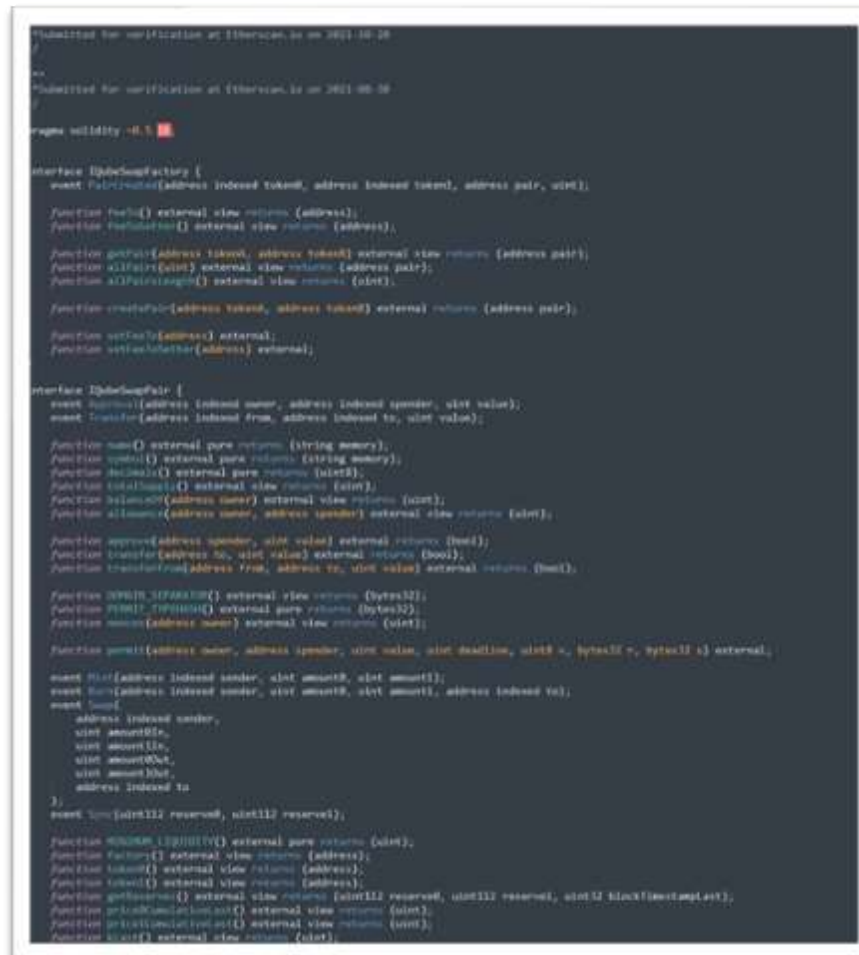 *Submitted for verification at Etherscan.io on 2021-10-20
/
**
*Submitted for verification at Etherscan.io on 2021-08-30
/
ragma solidity =0.5.16;
nterface IQubeSwapFactory {
event PairCreated(address indexed token0, address indexed token1, address pair, uint);
function feeTo() external view returns (address);
function feeToSetter() external view returns (address);
function getPair(address tokenA, address tokenB) external view returns (address pair);
function allPairs(uint) external view returns (address pair);
function allPairsLength() external view returns (uint);
function createPair(address tokenA, address tokenB) external returns (address pair);
function setFeeTo(address) external;
function setFeeToSetter(address) external;
nterface IQubeSwapPair {
event Approval(address indexed owner, address indexed spender, uint value);
event Transfer(address indexed from, address indexed to, uint value);
function name() external pure returns (string memory);
function symbol() external pure returns (string memory);
function decimals() external pure returns (uint8);
function totalSupply() external view returns (uint);
function balanceOf(address owner) external view returns (uint);
function allowance(address owner, address spender) external view returns (uint);
function approve(address spender, uint value) external returns (bool);
function transfer(address to, uint value) external returns (bool);
function transferFrom(address from, address to, uint value) external returns (bool);
function DOMAIN_SEPARATOR() external view returns (bytes32);
function PERMIT_TYPEHASH() external pure returns (bytes32);
function nonces(address owner) external view returns (uint);
function permit(address owner, address spender, uint value, uint deadline, uint8 v, bytes32 r, bytes32 s) external;
event Mint(address indexed sender, uint amount0, uint amount1);
event Burn(address indexed sender, uint amount0, uint amount1, address indexed to);
event Swap(
address indexed sender,
uint amount0In,
uint amount1In,
uint amount0Out,
uint amount1Out,
address indexed to
);
event Sync(uint112 reserve0, uint112 reserve1);
function MINIMUM_LIQUIDITY() external pure returns (uint);
function factory() external view returns (address);
function token0() external view returns (address);
function token1() external view returns (address);
function getReserves() external view returns (uint112 reserve0, uint112 reserve1, uint32 blockTimestampLast);
function price0CumulativeLast() external view returns (uint);
function price1CumulativeLast() external view returns (uint);
function kLast() external view returns (uint);